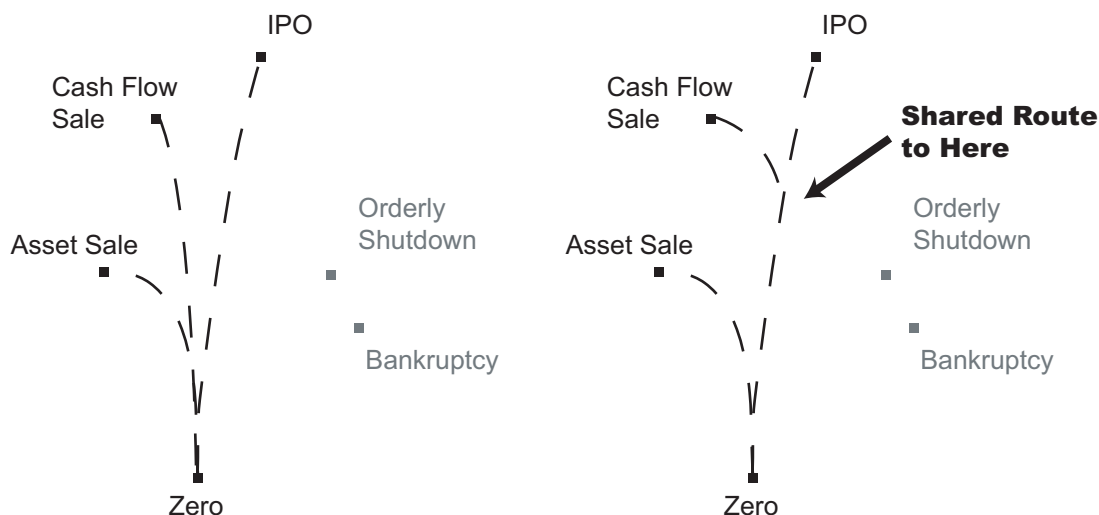 IPO
Cash Flow
Sale
Asset Sale
Orderly
Shutdown
Bankruptcy
Zero
IPO
Cash Flow
Sale
Shared Route
to Here
Asset Sale
Orderly
Shutdown
Bankruptcy
Zero